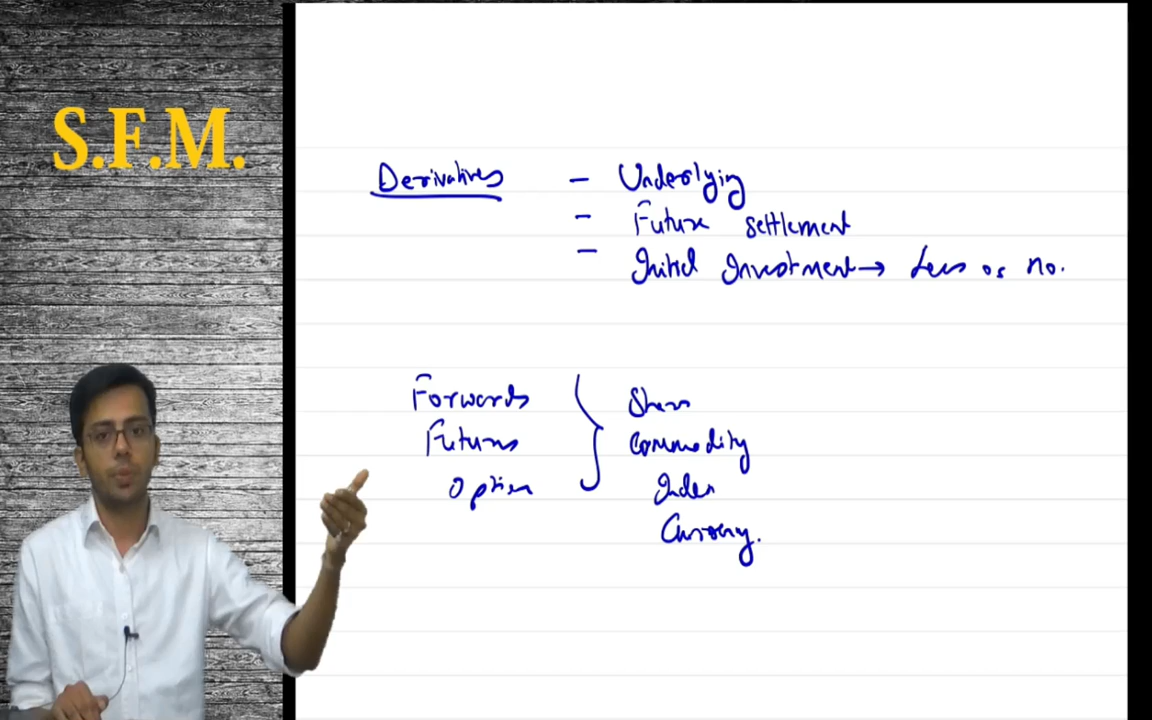 S.F.M.
Derivatives - Underlying
- Future settlement
- Initial Investment → Less or no.
Forwards } Share
Futures Commodity
Option Index
Currency.